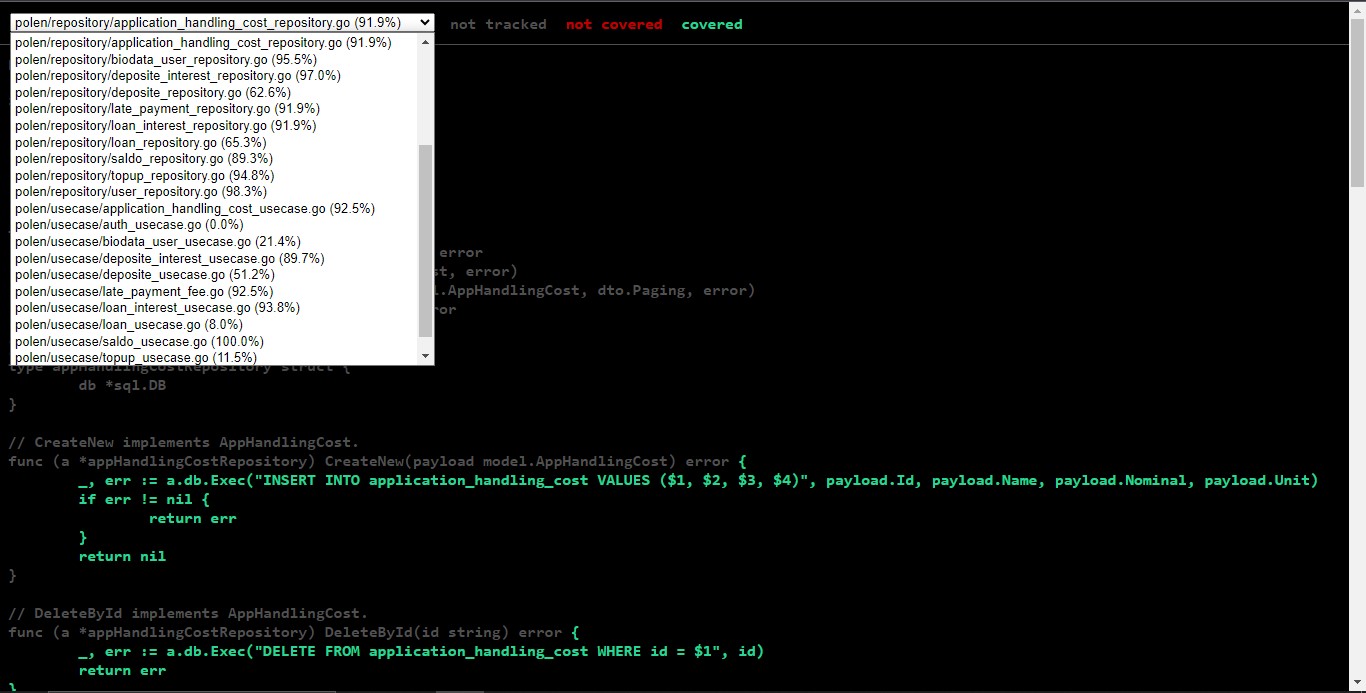 polen/repository/application_handling_cost_repository.go (91.9%) not tracked not covered covered
polen/repository/application_handling_cost_repository.go (91.9%)
polen/repository/biodata_user_repository.go (95.5%)
polen/repository/deposite_interest_repository.go (97.0%)
polen/repository/deposite_repository.go (62.6%)
polen/repository/late_payment_repository.go (91.9%)
polen/repository/loan_interest_repository.go (91.9%)
polen/repository/loan_repository.go (65.3%)
polen/repository/saldo_repository.go (89.3%)
polen/repository/topup_repository.go (94.8%)
polen/repository/user_repository.go (98.3%)
polen/usecase/application_handling_cost_usecase.go (92.5%)
polen/usecase/auth_usecase.go (0.0%)
polen/usecase/biodata_user_usecase.go (21.4%)
error
polen/usecase/deposite_interest_usecase.go (89.7%)
st, error)
polen/usecase/deposite_usecase.go (51.2%)
l.AppHandlingCost, dto.Paging, error)
polen/usecase/late_payment_fee.go (92.5%)
polen/usecase/loan_interest_usecase.go (93.8%)
ror
polen/usecase/loan_usecase.go (8.0%)
polen/usecase/saldo_usecase.go (100.0%)
polen/usecase/topup_usecase.go (11.5%)
type appHandlingCostRepository struct {
db *sql.DB
}
// CreateNew implements AppHandlingCost.
func (a *appHandlingCostRepository) CreateNew(payload model.AppHandlingCost) error {
_, err := a.db.Exec("INSERT INTO application_handling_cost VALUES ($1, $2, $3, $4)", payload.Id, payload.Name, payload.Nominal, payload.Unit)
if err != nil {
return err
}
return nil
}
// DeleteById implements AppHandlingCost.
func (a *appHandlingCostRepository) DeleteById(id string) error {
_, err := a.db.Exec("DELETE FROM application_handling_cost WHERE id = $1", id)
return err
}